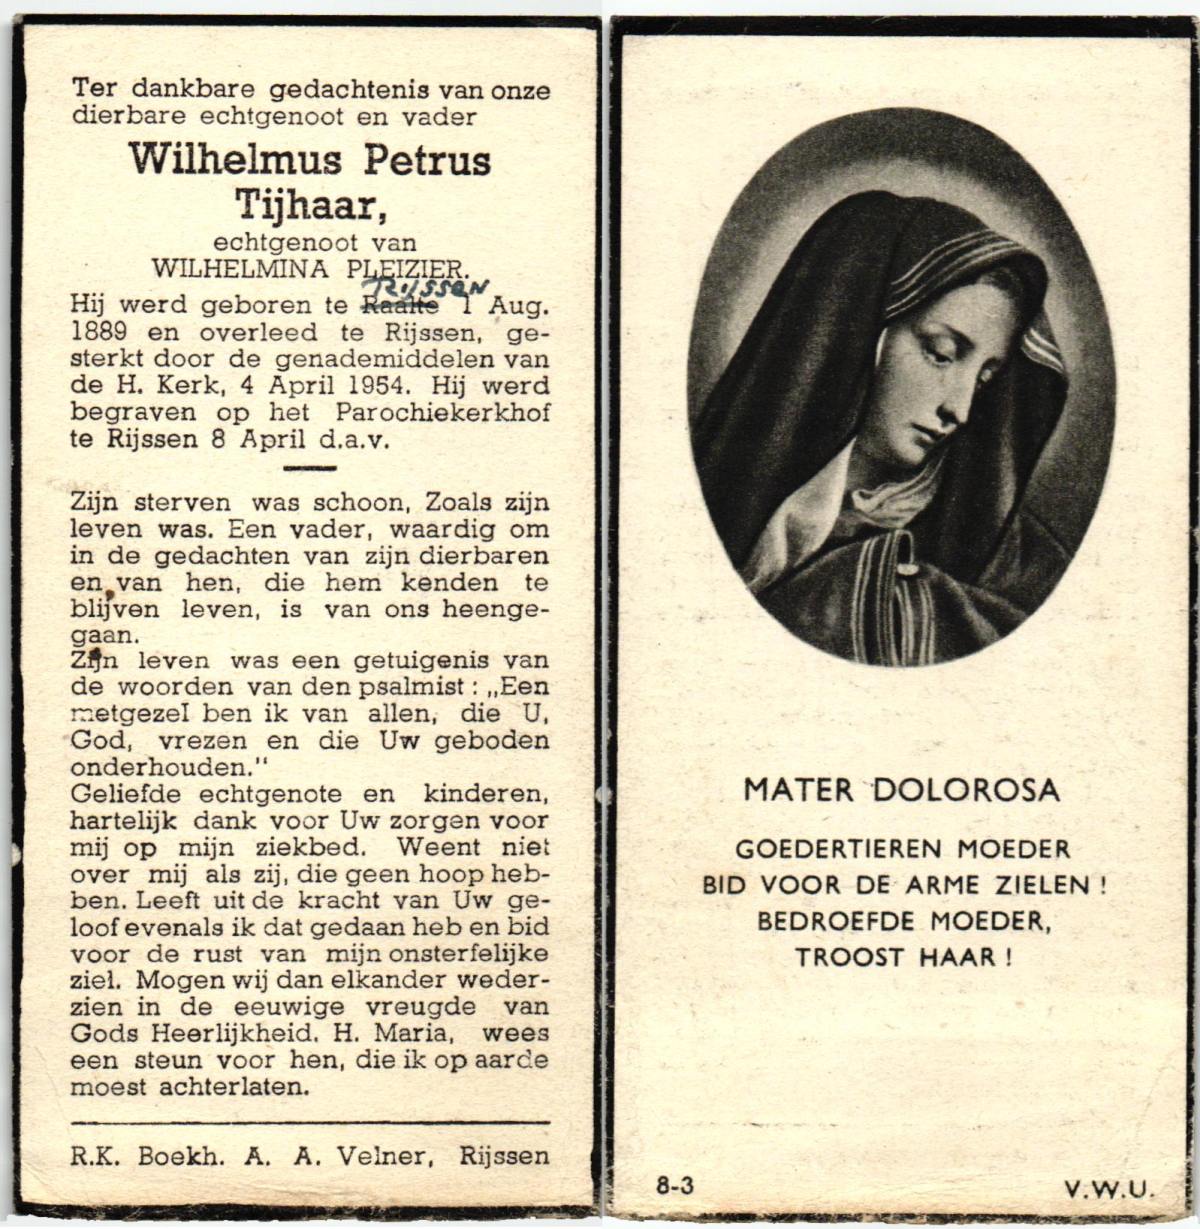 Ter dankbare gedachtenis van onze
dierbare echtgenoot en vader
Wilhelmus Petrus
Tijhaar,
echtgenoot van
WILHELMINA PLEIZIER.
RIJSSEN
Hij werd geboren te Raalte 1 Aug.
1889 en overleed te Rijssen, ge-
sterkt door de genademiddelen van
de H. Kerk, 4 April 1954. Hij werd
begraven op het Parochiekerkhof
te Rijssen 8 April d.a.v.
Zijn sterven was schoon, Zoals zijn
leven was. Een vader, waardig om
in de gedachten van zijn dierbaren
en van hen, die hem kenden te
blijven leven, is van ons heenge-
gaan.
Zijn leven was een getuigenis van
de woorden van den psalmist : „Een
metgezel ben ik van allen, die U,
God, vrezen en die Uw geboden
onderhouden."
Geliefde echtgenote en kinderen,
hartelijk dank voor Uw zorgen voor
mij op mijn ziekbed. Weent niet
over mij als zij, die geen hoop heb-
ben. Leeft uit de kracht van Uw ge-
loof evenals ik dat gedaan heb en bid
voor de rust van mijn onsterfelijke
ziel. Mogen wij dan elkander weder-
zien in de eeuwige vreugde van
Gods Heerlijkheid. H. Maria, wees
een steun voor hen, die ik op aarde
moest achterlaten.
R.K. Boekh. A. A. Velner, Rijssen
MATER DOLOROSA
GOEDERTIEREN MOEDER
BID VOOR DE ARME ZIELEN !
BEDROEFDE MOEDER,
TROOST HAAR !
8-3
V.W.U.